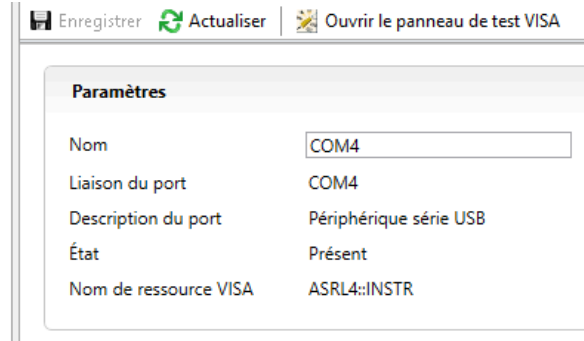 Enregistrer Actualiser Ouvrir le panneau de test VISA
Paramètres
Nom COM4
Liaison du port COM4
Description du port Périphérique série USB
État Présent
Nom de ressource VISA ASRL4::INSTR